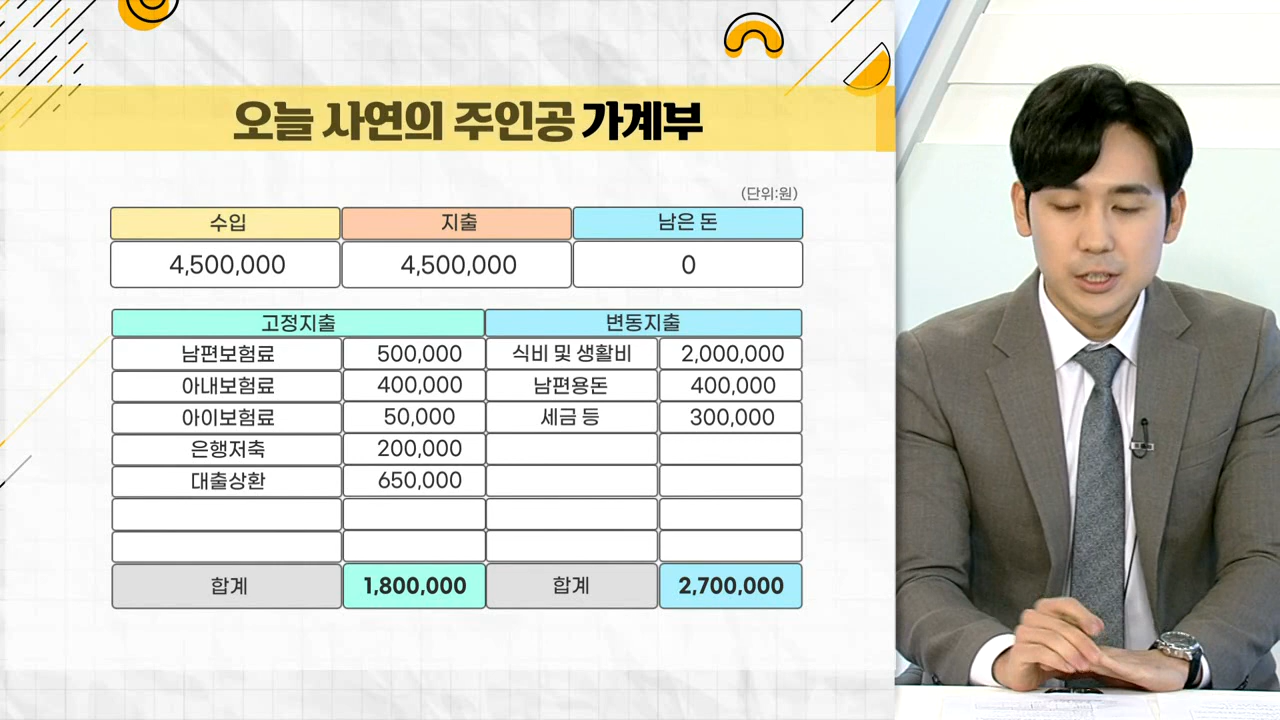 오늘 사연의 주인공 가계부
(단위:원)
수입 지출 남은 돈
4,500,000 4,500,000 0
고정지출 변동지출
남편보험료 500,000 식비 및 생활비 2,000,000
아내보험료 400,000 남편용돈 400,000
아이보험료 50,000 세금 등 300,000
은행저축 200,000
대출상환 650,000
합계 1,800,000 합계 2,700,000